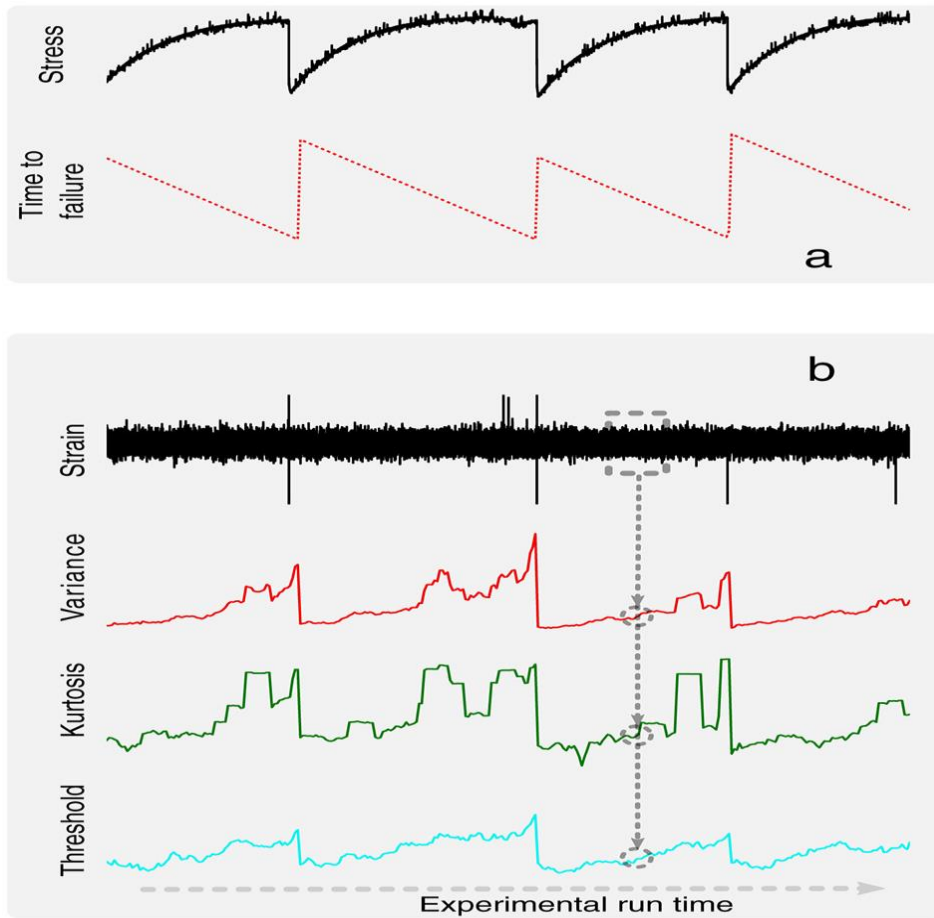 Stress
Time to
failure
a
b
Strain
Variance
Kurtosis
Threshold
Experimental run time